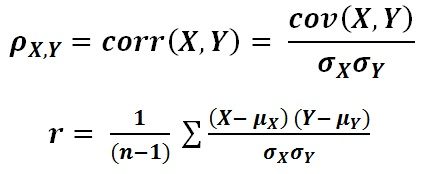 ρX,Y = corr(X, Y) = cov(X, Y) / σXσY
r = 1 / (n−1) ∑ (X− μX) (Y− μY) / σXσY